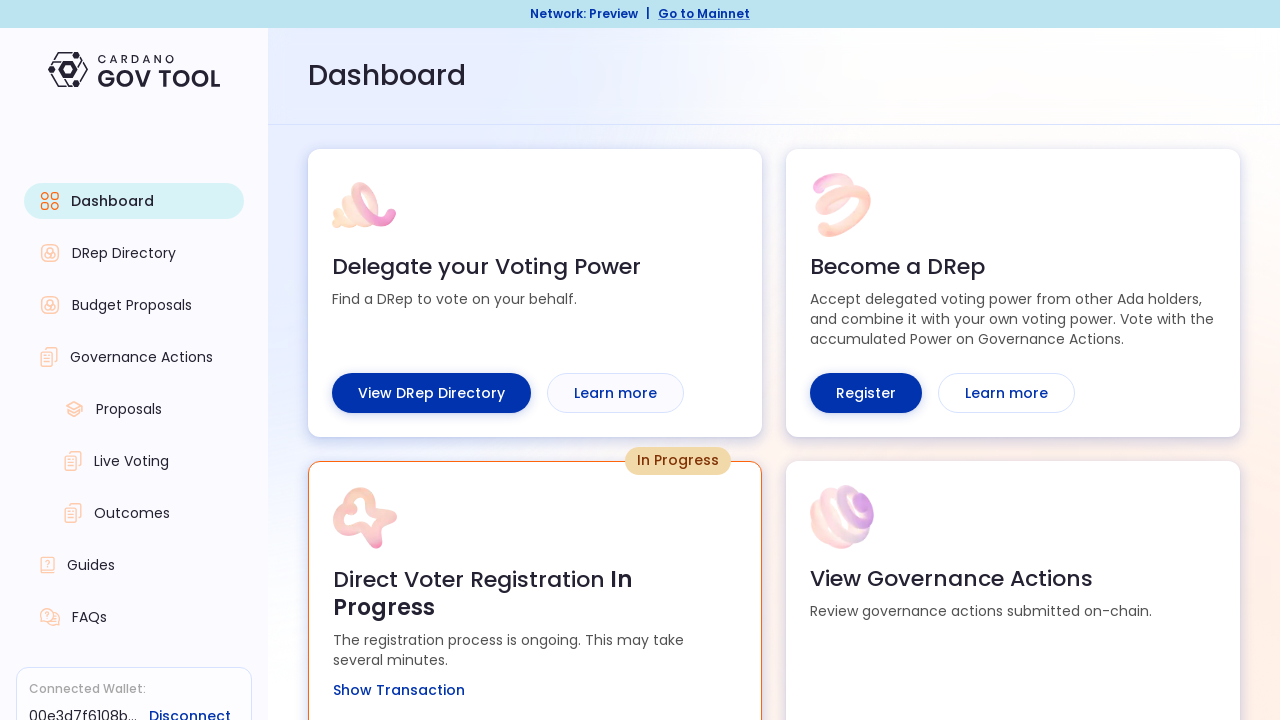 Network: Preview | Go to Mainnet
CARDANO
GOV TOOL
Dashboard
Dashboard
DRep Directory
Budget Proposals
Governance Actions
Proposals
Live Voting
Outcomes
Guides
FAQs
Connected Wallet:
00e3d7f6108b... Disconnect
Delegate your Voting Power
Find a DRep to vote on your behalf.
View DRep Directory Learn more
Become a DRep
Accept delegated voting power from other Ada holders,
and combine it with your own voting power. Vote with the
accumulated Power on Governance Actions.
Register Learn more
In Progress
Direct Voter Registration In
Progress
The registration process is ongoing. This may take
several minutes.
Show Transaction
View Governance Actions
Review governance actions submitted on-chain.